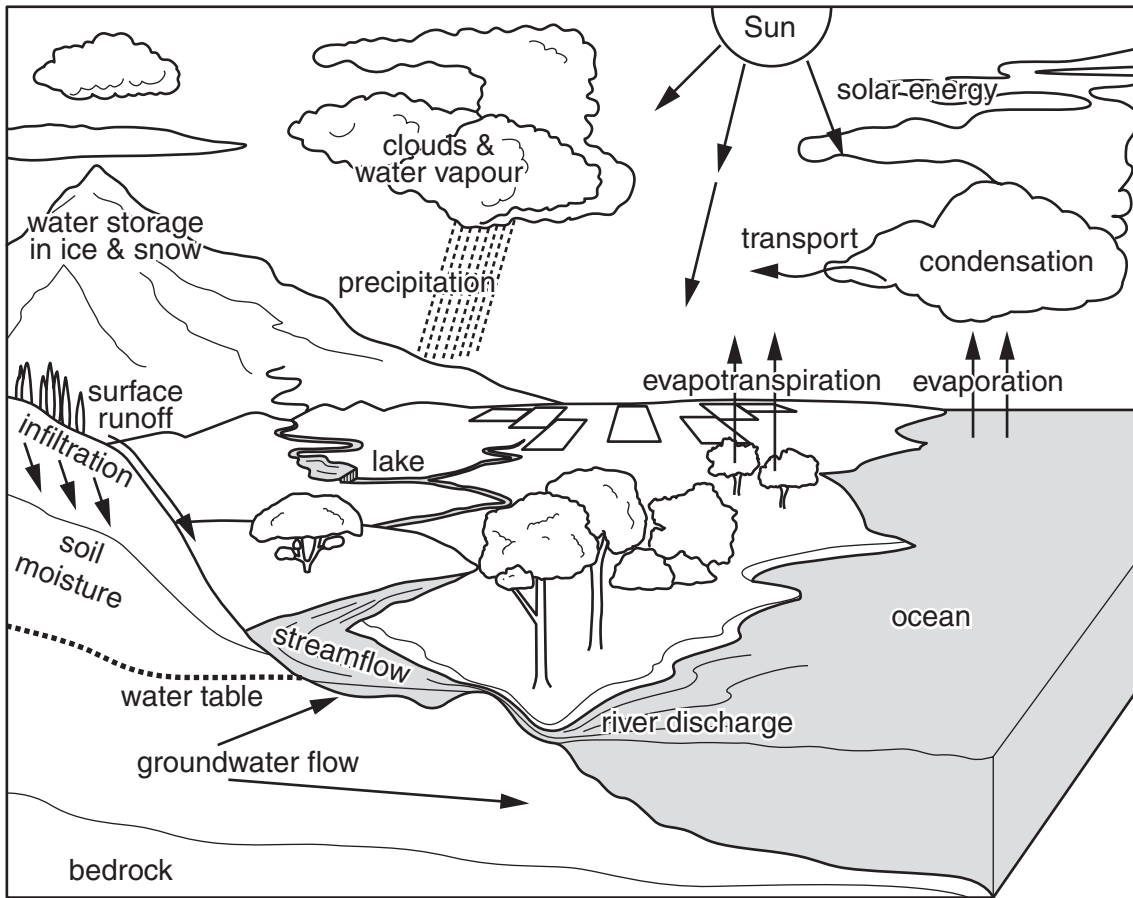 Sun
solar energy
clouds &
water vapour
water storage
in ice & snow
transport
condensation
precipitation
evapotranspiration
evaporation
surface
runoff
infiltration
lake
soil
moisture
ocean
streamflow
water table
river discharge
groundwater flow
bedrock